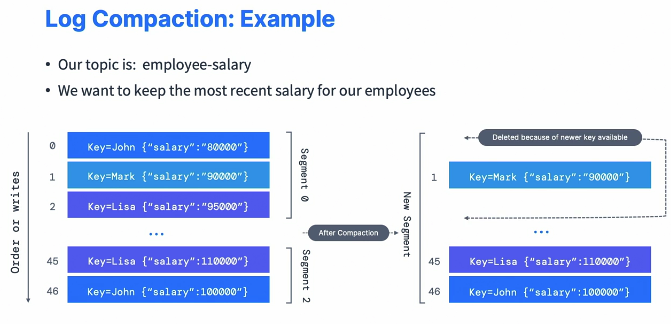 Log Compaction: Example
• Our topic is: employee-salary
• We want to keep the most recent salary for our employees
Order or writes
0 Key=John {“salary”:”80000”}
1 Key=Mark {“salary”:”90000”}
2 Key=Lisa {“salary”:”95000”}
...
45 Key=Lisa {“salary”:110000”}
46 Key=John {“salary”:100000”}
Segment 0
Segment 2
After Compaction
New Segment
Deleted because of newer key available
1 Key=Mark {“salary”:”90000”}
...
45 Key=Lisa {“salary”:110000”}
46 Key=John {“salary”:100000”}